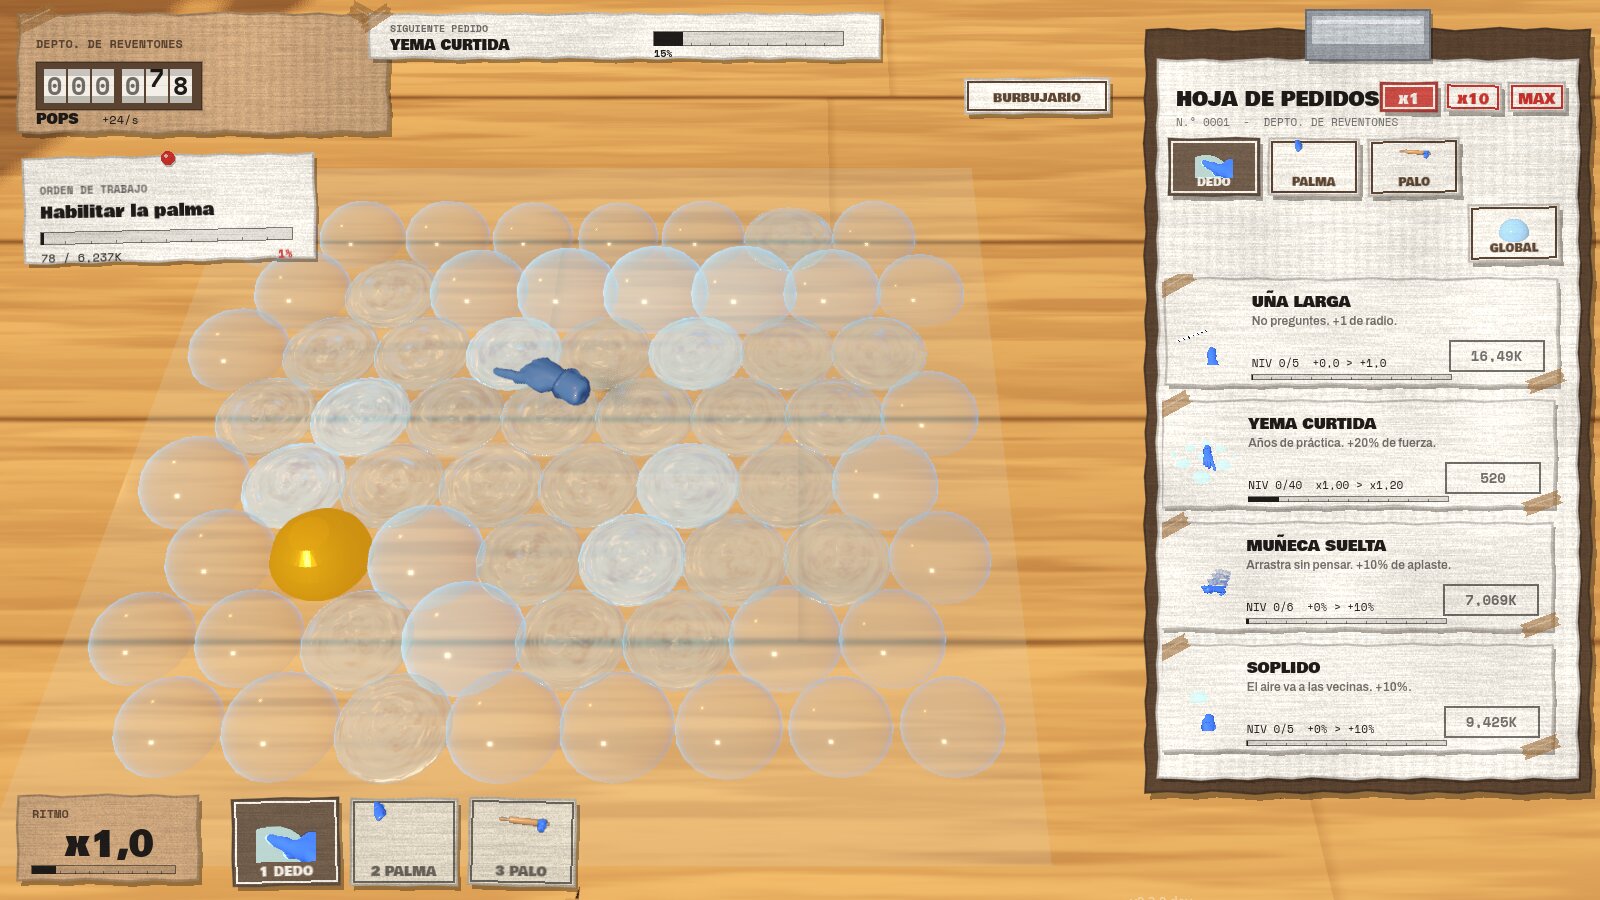 DEPTO. DE REVENTONES
000078
POPS +24/s
SIGUIENTE PEDIDO
YEMA CURTIDA
15%
BURBUJARIO
ORDEN DE TRABAJO
Habilitar la palma
78 / 6,237K 1%
HOJA DE PEDIDOS x1 x10 MAX
N.° 0001 - DEPTO. DE REVENTONES
DEDO PALMA PALO
GLOBAL
UÑA LARGA
No preguntes. +1 de radio.
NIV 0/5 +0,0 > +1,0 16,49K
YEMA CURTIDA
Años de práctica. +20% de fuerza.
NIV 0/40 x1,00 > x1,20 520
MUÑECA SUELTA
Arrastra sin pensar. +10% de aplaste.
NIV 0/6 +0% > +10% 7,069K
SOPLIDO
El aire va a las vecinas. +10%.
NIV 0/5 +0% > +10% 9,425K
RITMO
x1,0
1 DEDO 2 PALMA 3 PALO